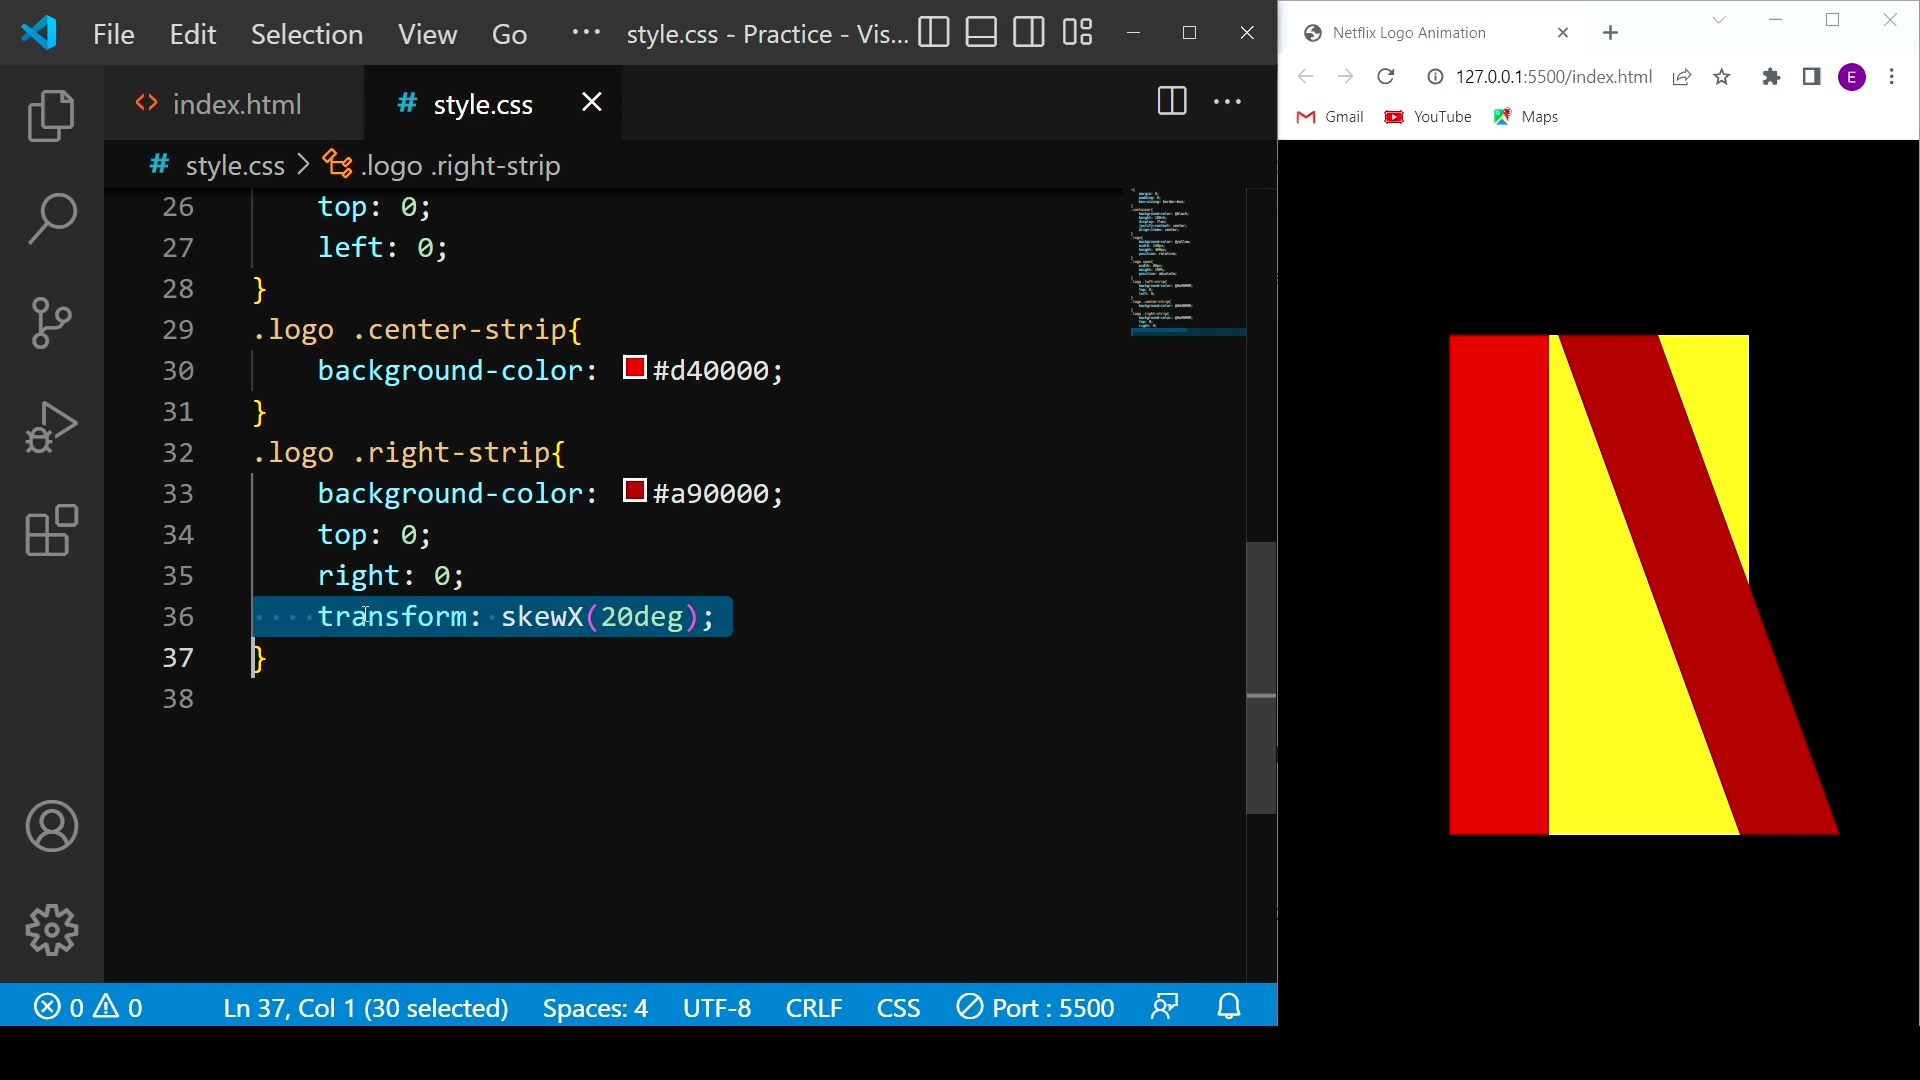 File Edit Selection View Go ··· style.css - Practice - Vis...
index.html
# style.css
# style.css > .logo .right-strip
26 top: 0;
27 left: 0;
28 }
29 .logo .center-strip{
30 background-color: #d40000;
31 }
32 .logo .right-strip{
33 background-color: #a90000;
34 top: 0;
35 right: 0;
36 transform: skewX(20deg);
37 }
38
0 0 Ln 37, Col 1 (30 selected) Spaces: 4 UTF-8 CRLF CSS Port : 5500
Netflix Logo Animation
127.0.0.1:5500/index.html E
Gmail YouTube Maps